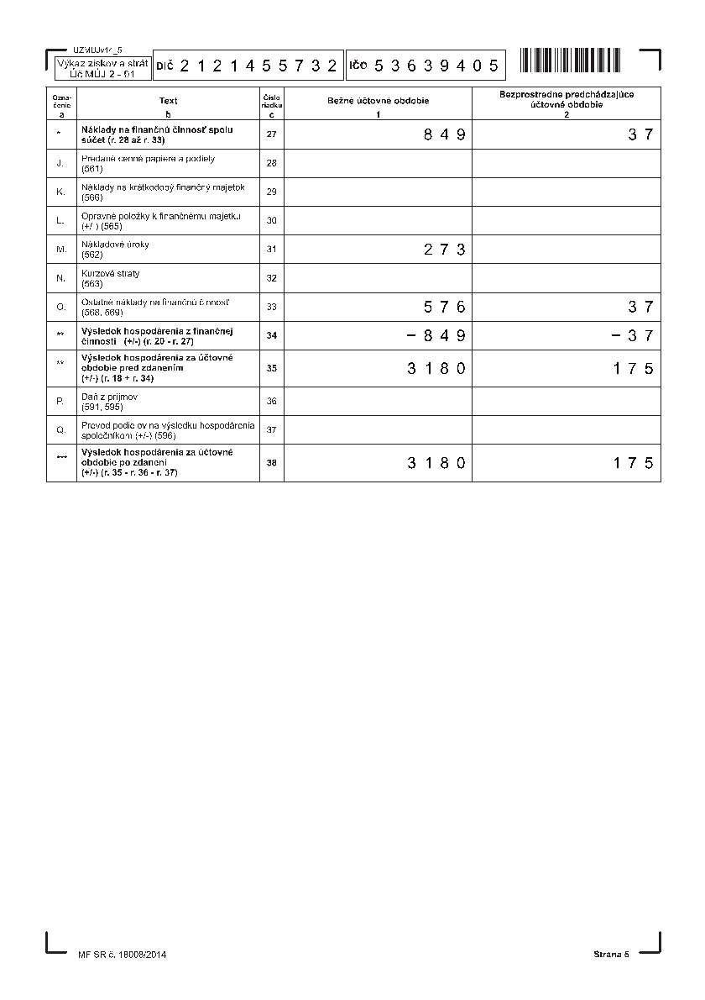 UZMUJv14_5
Výkaz ziskov a strát
Úč MÚJ 2 - 01
DIČ 2121455732
IČO 53639405
Ozna-
čenie
a
Text
b
Číslo
riadku
c
Bežné účtovné obdobie
1
Bezprostredne predchádzajúce
účtovné obdobie
2
*
Náklady na finančnú činnosť spolu
súčet (r. 28 až r. 33)
27
849
37
J.
Predané cenné papiere a podiely
(561)
28
K.
Náklady na krátkodobý finančný majetok
(566)
29
L.
Opravné položky k finančnému majetku
(+/-) (565)
30
M.
Nákladové úroky
(562)
31
273
N.
Kurzové straty
(563)
32
O.
Ostatné náklady na finančnú činnosť
(568, 569)
33
576
37
**
Výsledok hospodárenia z finančnej
činnosti (+/-) (r. 20 - r. 27)
34
-849
-37
**
Výsledok hospodárenia za účtovné
obdobie pred zdanením
(+/-) (r. 18 + r. 34)
35
3180
175
P.
Daň z príjmov
(591, 595)
36
Q.
Prevod podielov na výsledku hospodárenia
spoločníkom (+/-) (596)
37
***
Výsledok hospodárenia za účtovné
obdobie po zdanení
(+/-) (r. 35 - r. 36 - r. 37)
38
3180
175
MF SR č. 18008/2014
Strana 5